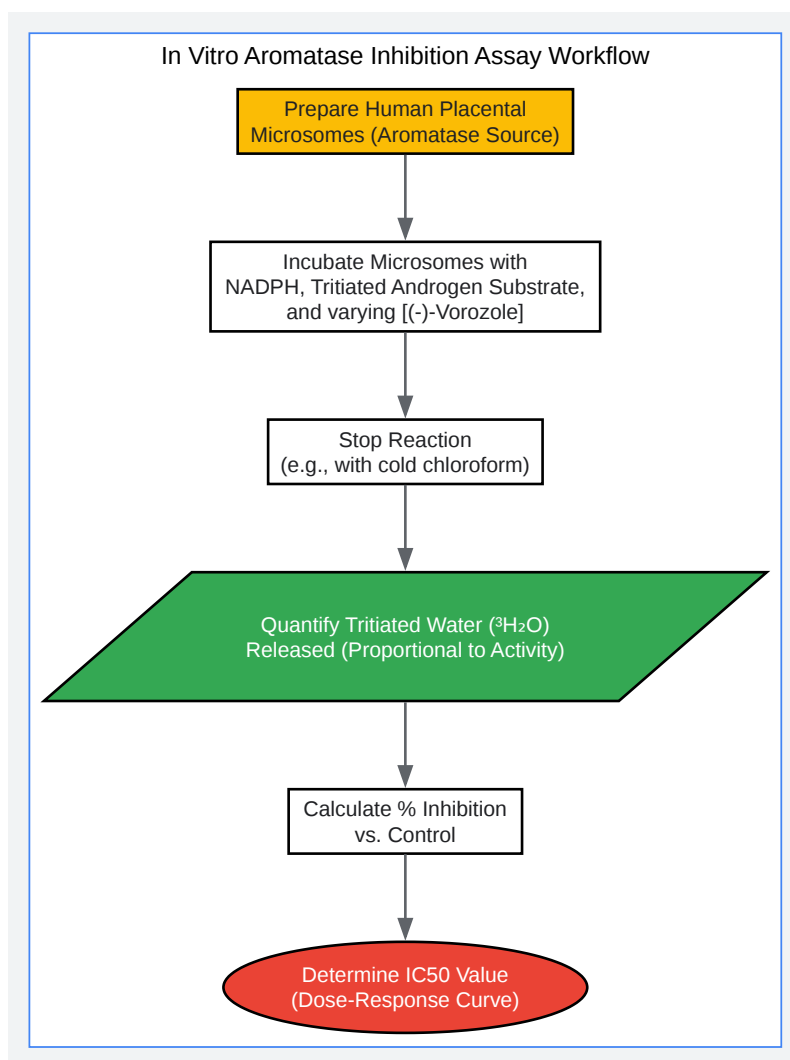 In Vitro Aromatase Inhibition Assay Workflow
Prepare Human Placental
Microsomes (Aromatase Source)
Incubate Microsomes with
NADPH, Tritiated Androgen Substrate,
and varying [(-)-Vorozole]
Stop Reaction
(e.g., with cold chloroform)
Quantify Tritiated Water (³H₂O)
Released (Proportional to Activity)
Calculate % Inhibition
vs. Control
Determine IC50 Value
(Dose-Response Curve)